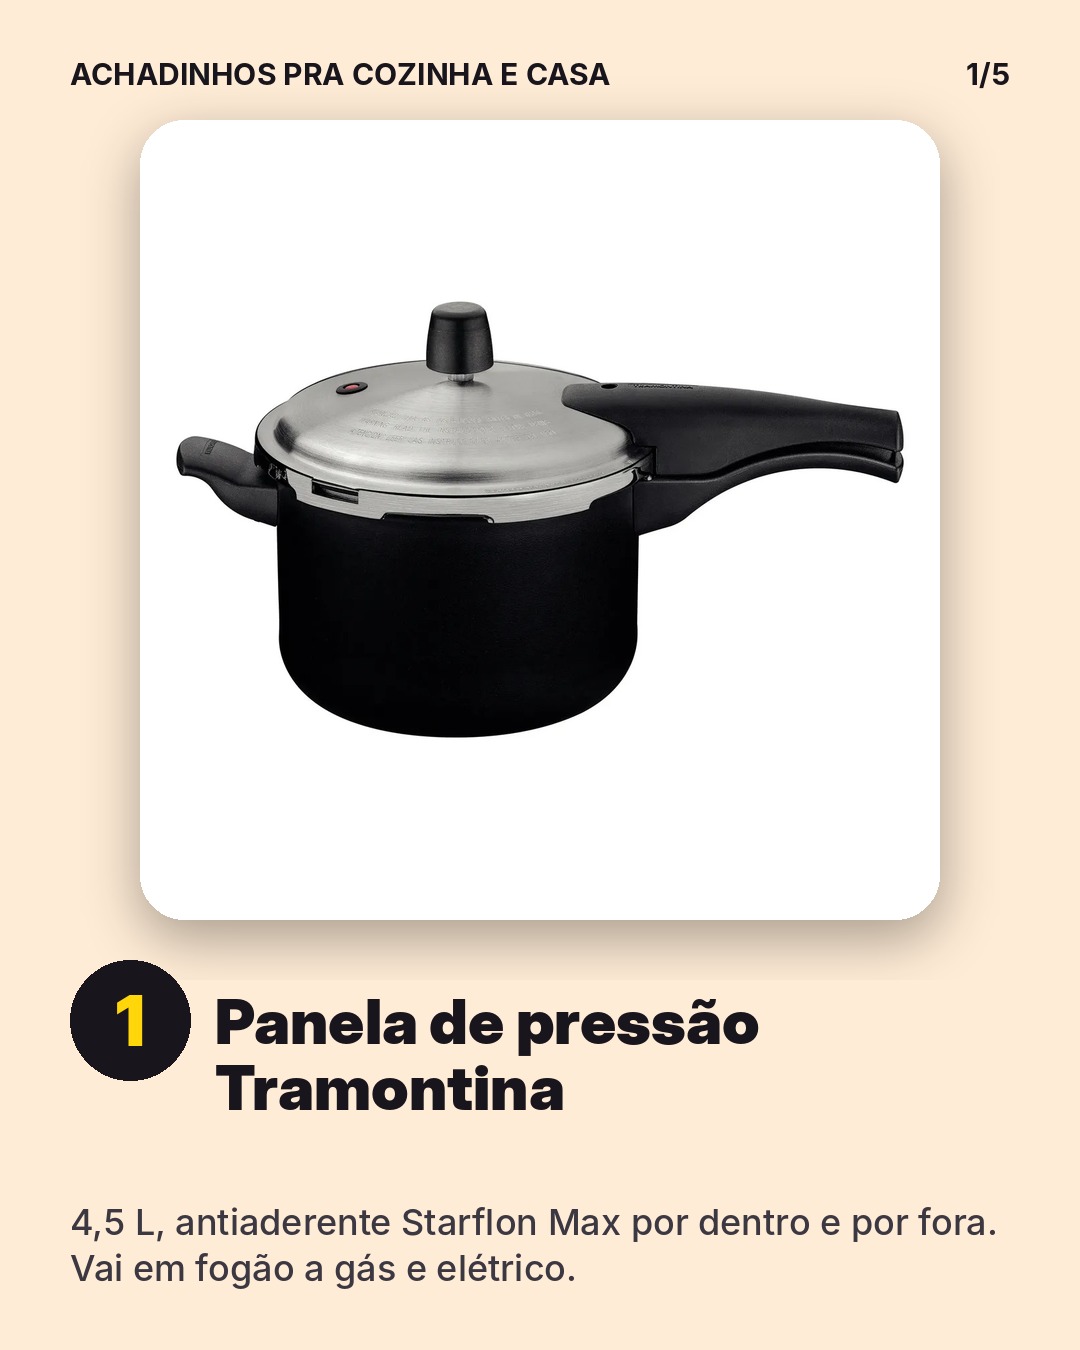 ACHADINHOS PRA COZINHA E CASA
1/5
1
Panela de pressão
Tramontina
4,5 L, antiaderente Starflon Max por dentro e por fora.
Vai em fogão a gás e elétrico.